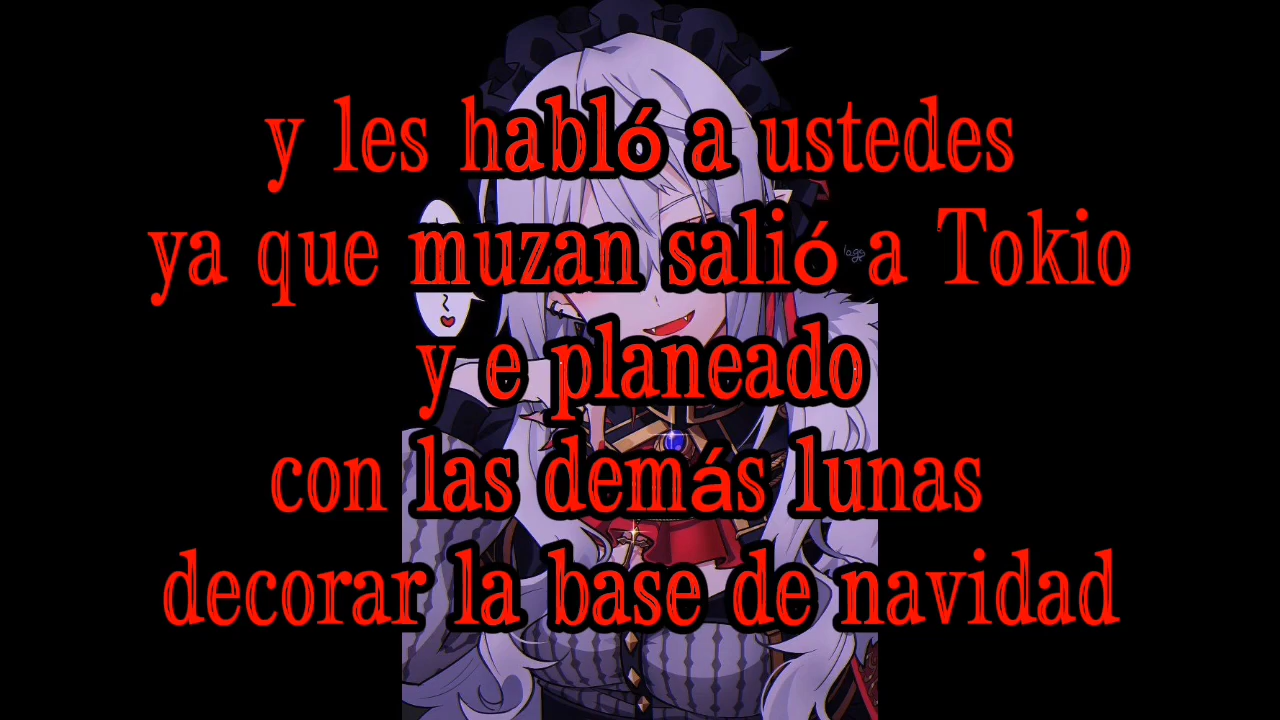 y les habló a ustedes
ya que muzan salió a Tokio
y e planeado
con las demás lunas
decorar la base de navidad